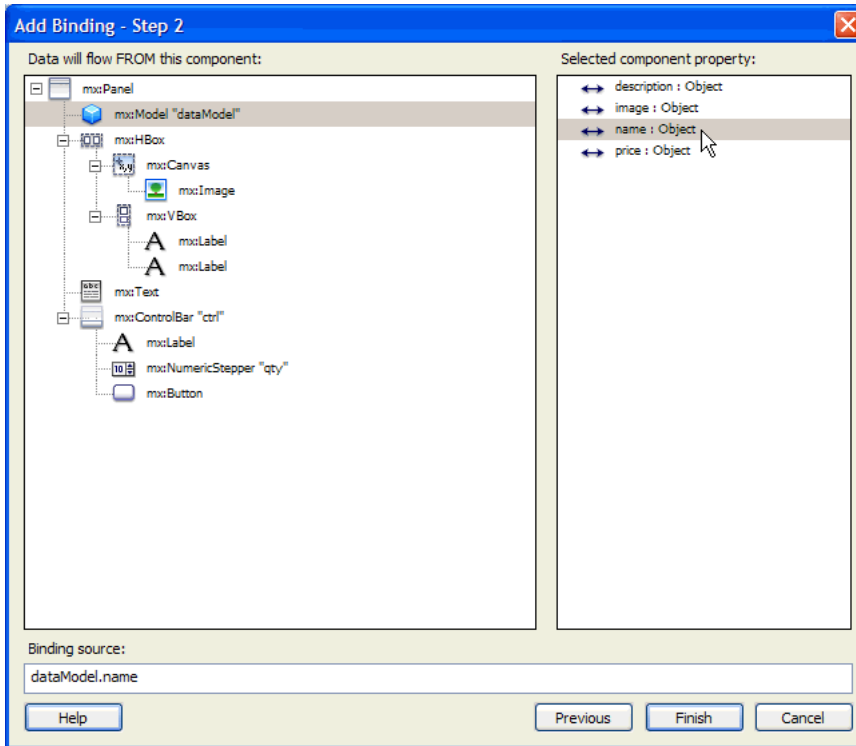 Add Binding - Step 2
Data will flow FROM this component:
mx:Panel
mx:Model "dataModel"
mx:HBox
x,y
mx:Canvas
mx:Image
mx:VBox
A mx:Label
A mx:Label
abc
mx:Text
mx:ControlBar "ctrl"
A mx:Label
10 mx:NumericStepper "qty"
mx:Button
Selected component property:
description : Object
image : Object
name : Object
price : Object
Binding source:
dataModel.name
Help
Previous
Finish
Cancel